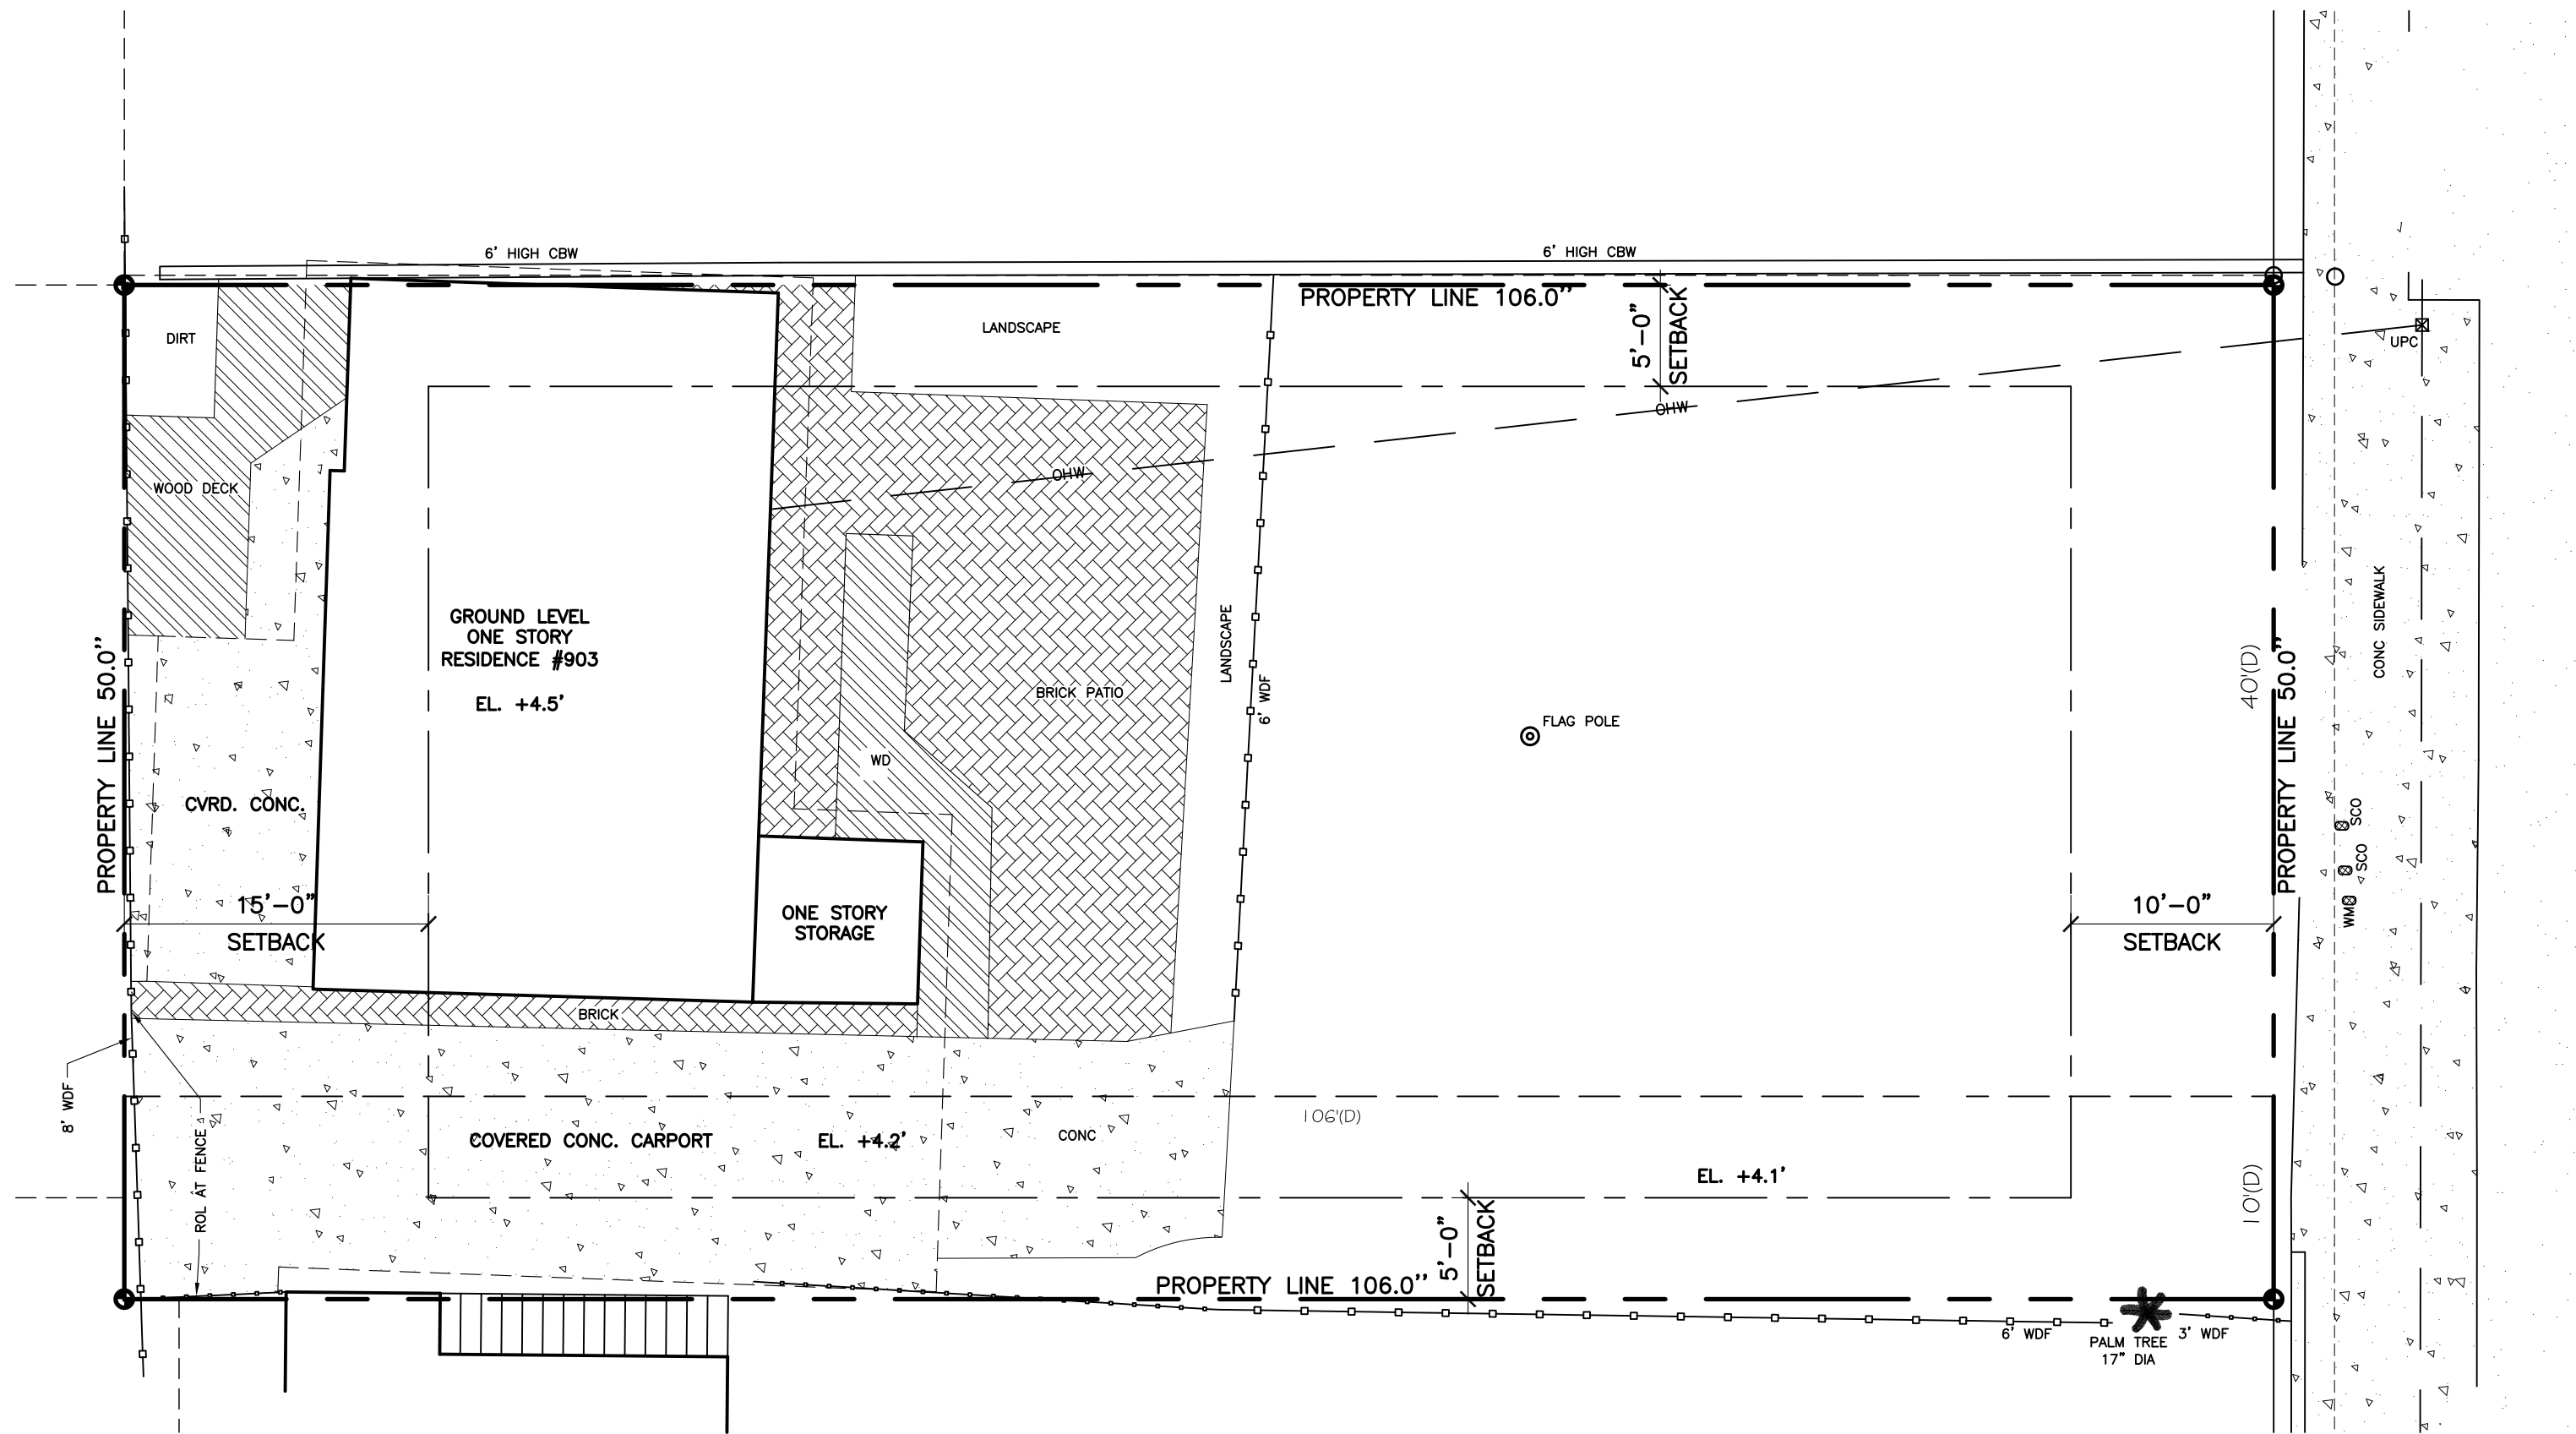 6' HIGH CBW
6' HIGH CBW
PROPERTY LINE 106.0"
5'-0"
SETBACK
DIRT
LANDSCAPE
UPC
OHW
OHW
WOOD DECK
GROUND LEVEL
ONE STORY
RESIDENCE #903
EL. +4.5'
PROPERTY LINE 50.0"
LANDSCAPE
6' WDF
BRICK PATIO
FLAG POLE
40'(D)
PROPERTY LINE 50.0"
CONC SIDEWALK
WD
CVRD. CONC.
SCO
SCO
WM
15'-0"
SETBACK
ONE STORY
STORAGE
10'-0"
SETBACK
BRICK
8' WDF
ROL AT FENCE
COVERED CONC. CARPORT
EL. +4.2'
CONC
106'(D)
EL. +4.1'
10'(D)
5'-0"
SETBACK
PROPERTY LINE 106.0"
6' WDF
PALM TREE
17" DIA
3' WDF